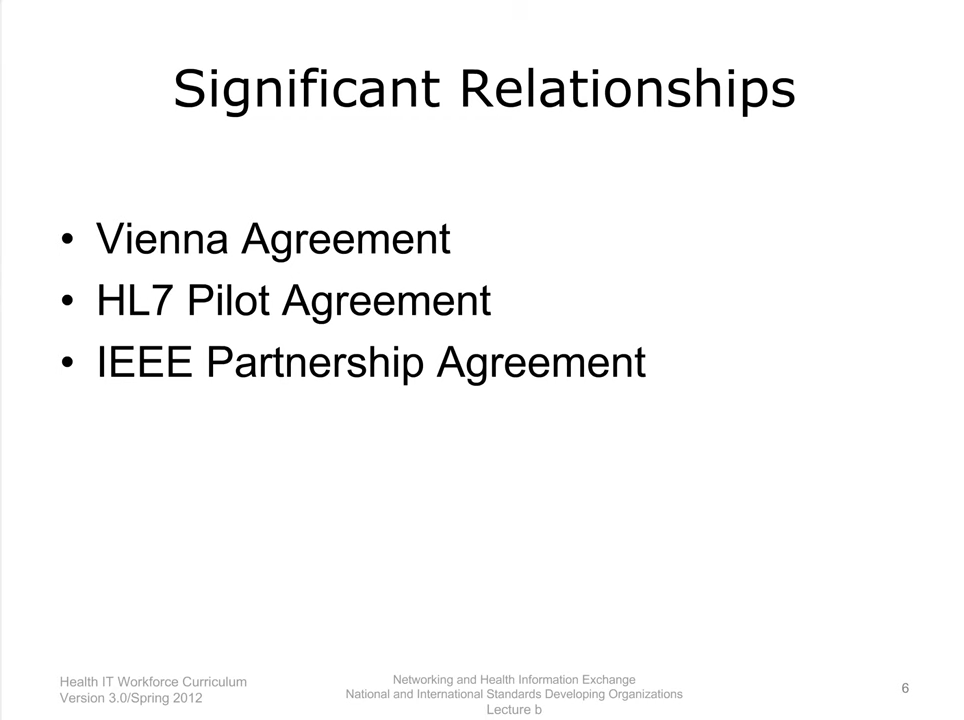 Significant Relationships
• Vienna Agreement
• HL7 Pilot Agreement
• IEEE Partnership Agreement
Health IT Workforce Curriculum
Version 3.0/Spring 2012
Networking and Health Information Exchange
National and International Standards Developing Organizations
Lecture b
6